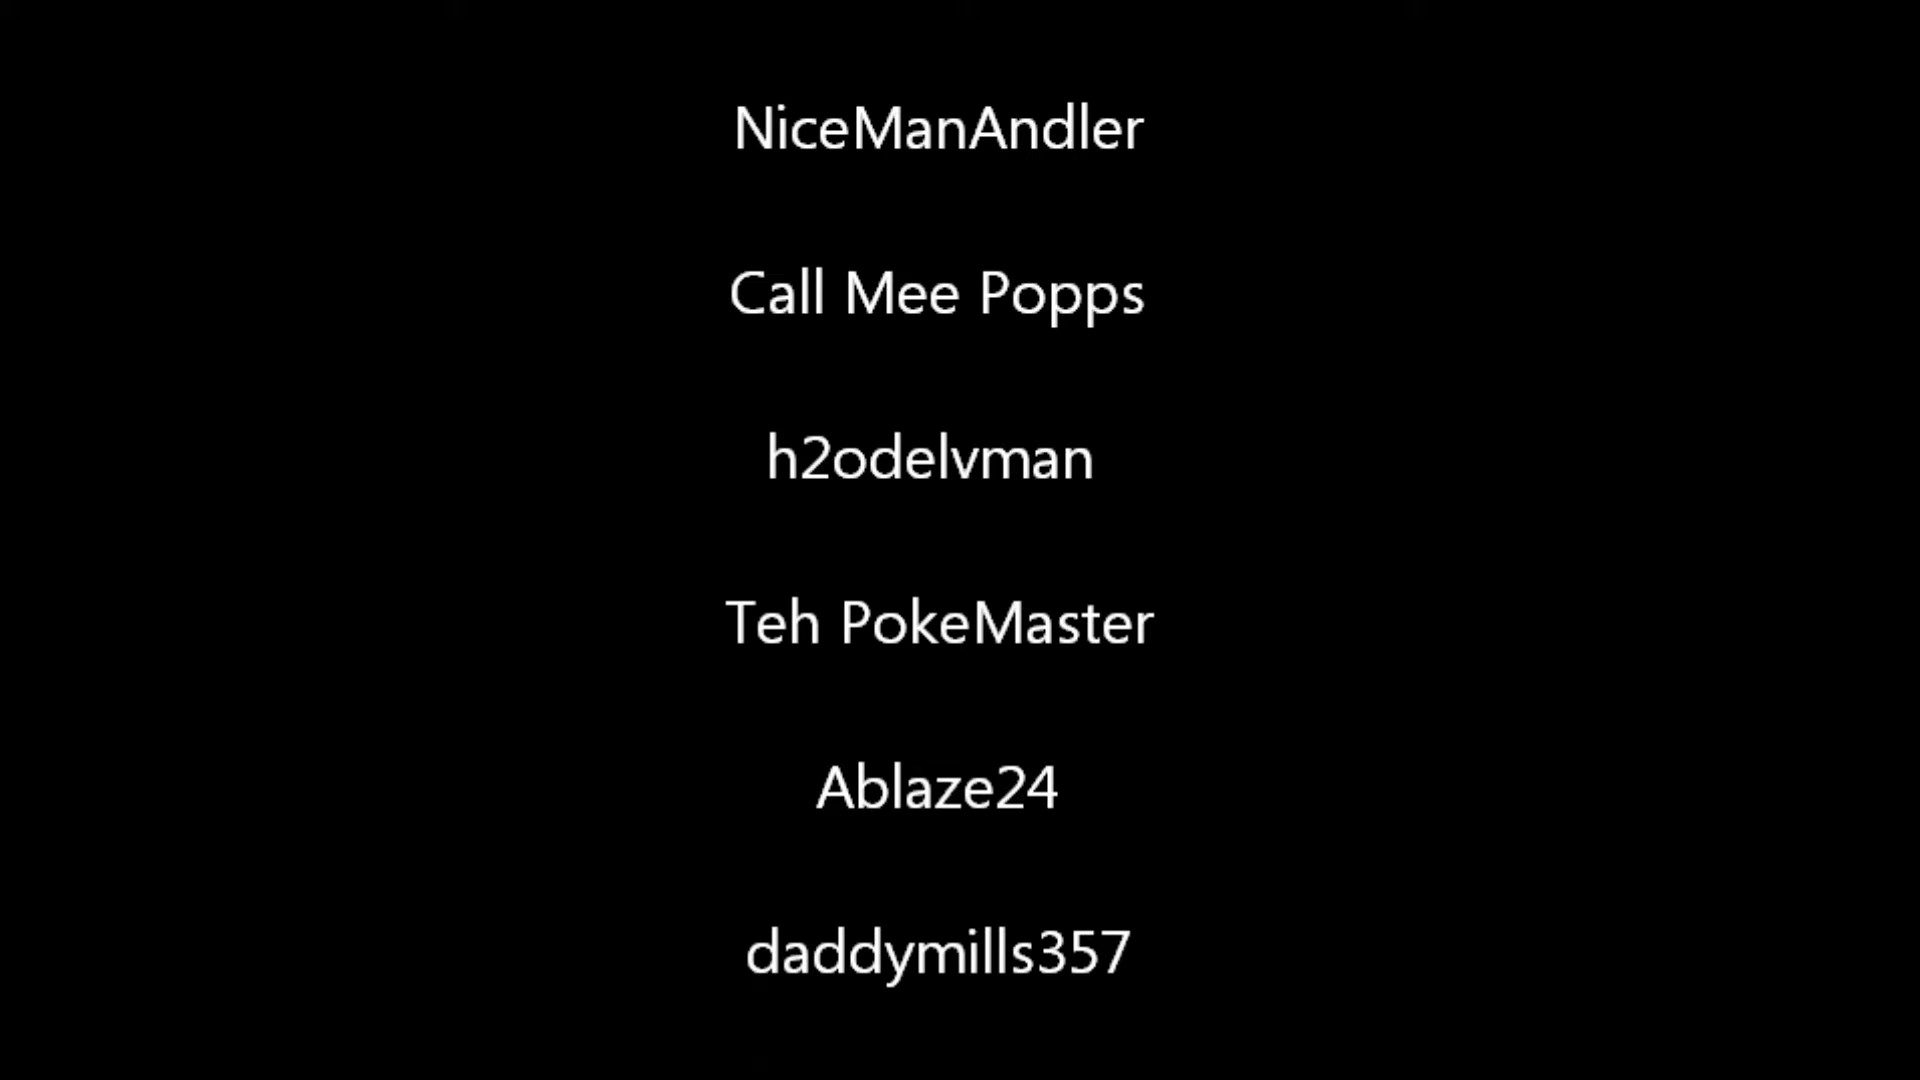 NiceManAndler
Call Mee Popps
h2odelvman
Teh PokeMaster
Ablaze24
daddymills357